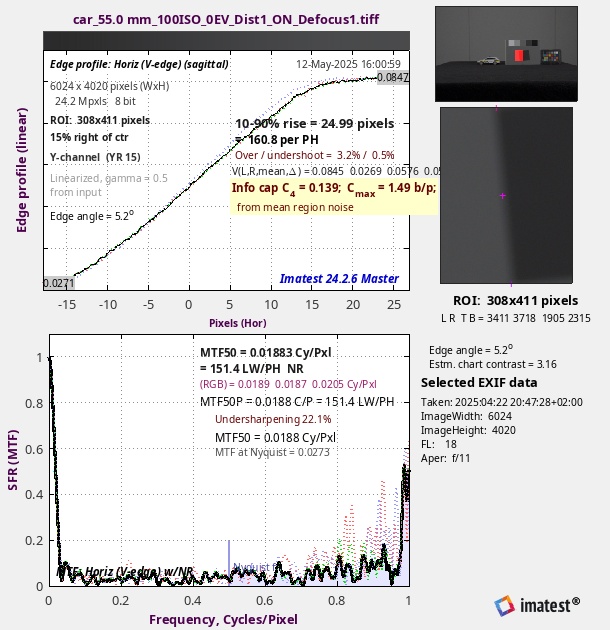 car_55.0 mm_100ISO_0EV_Dist1_ON_Defocus1.tiff
Edge profile: Horiz (V-edge) (sagittal)
12-May-2025 16:00:59
0.0847
6024 x 4020 pixels (WxH)
24.2 Mpxls 8 bit
ROI: 308x411 pixels
15% right of ctr
Y-channel (YR 15)
Linearized, gamma = 0.5
from input
Edge angle = 5.2°
10-90% rise = 24.99 pixels
= 160.8 per PH
Over / undershoot = 3.2% / 0.5%
V(L,R,mean,Δ) = 0.0845 0.0269 0.0576 0.05
Info cap C4 = 0.139; Cmax = 1.49 b/p;
from mean region noise
0.0271
Imatest 24.2.6 Master
Edge profile (linear)
-15 -10 -5 0 5 10 15 20 25
Pixels (Hor)
ROI: 308x411 pixels
L R T B = 3411 3718 1905 2315
Edge angle = 5.2°
Estm. chart contrast = 3.16
Selected EXIF data
Taken: 2025:04:22 20:47:28+02:00
ImageWidth: 6024
ImageHeight: 4020
FL: 18
Aper: f/11
MTF50 = 0.01883 Cy/Pxl
= 151.4 LW/PH NR
(RGB) = 0.0189 0.0187 0.0205 Cy/Pxl
MTF50P = 0.0188 C/P = 151.4 LW/PH
Undersharpening 22.1%
MTF50 = 0.0188 Cy/Pxl
MTF at Nyquist = 0.0273
1
0.8
0.6
0.4
0.2
0
SFR (MTF)
MTF: Horiz (V-edge) w/NR
Nyquist f
0 0.2 0.4 0.6 0.8 1
Frequency, Cycles/Pixel
imatest®